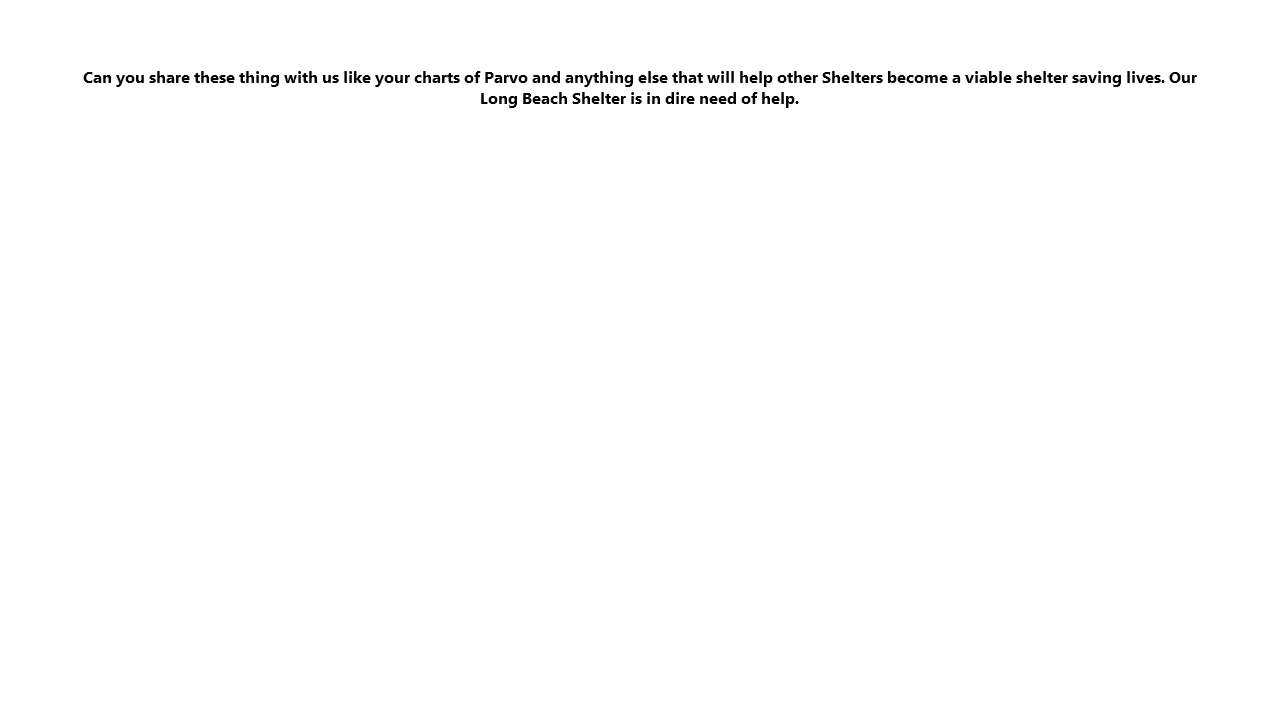 Can you share these thing with us like your charts of Parvo and anything else that will help other Shelters become a viable shelter saving lives. Our
Long Beach Shelter is in dire need of help.